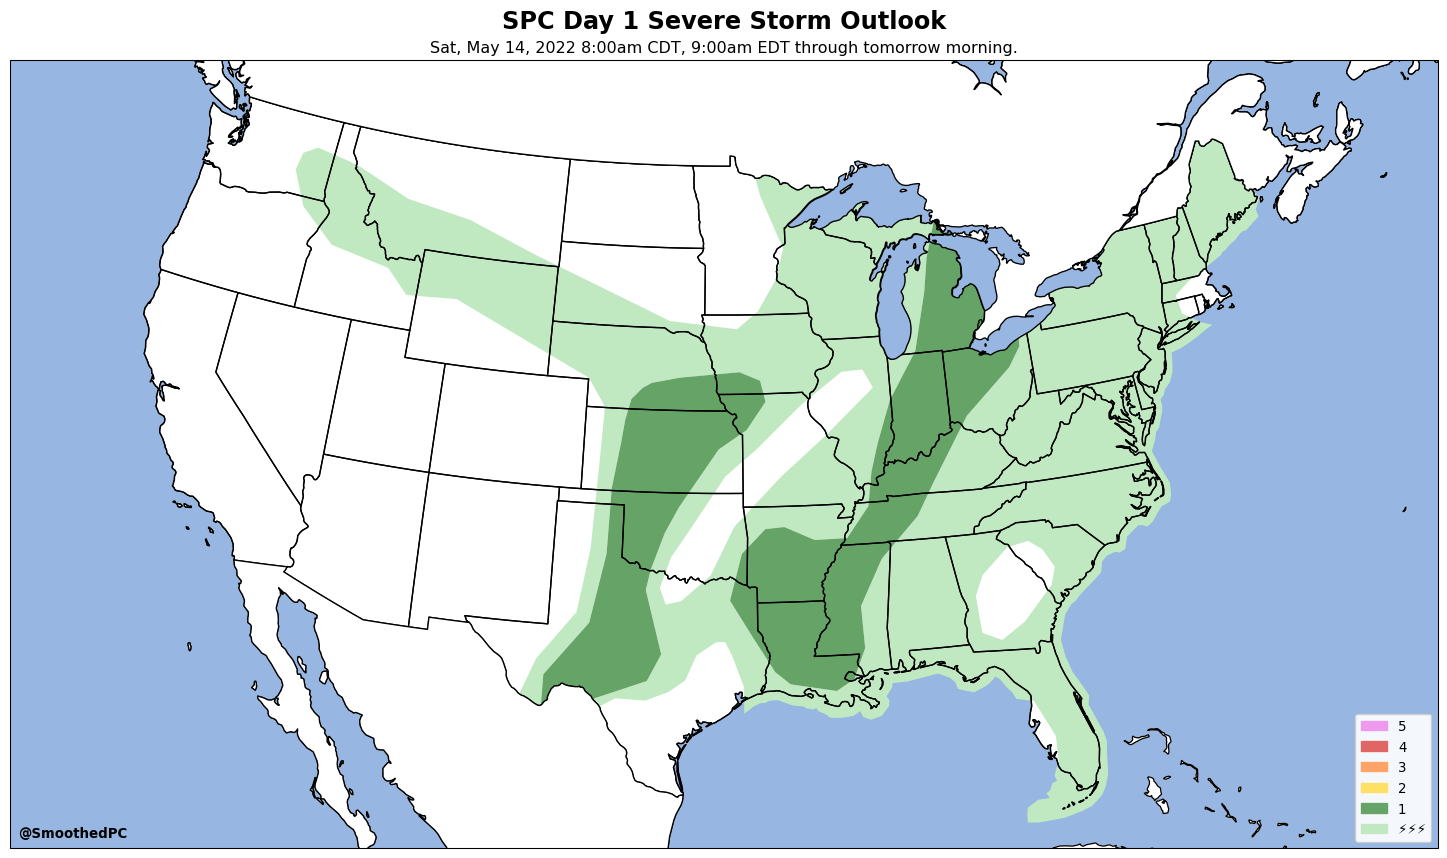 SPC Day 1 Severe Storm Outlook
Sat, May 14, 2022 8:00am CDT, 9:00am EDT through tomorrow morning.
5
4
3
2
1
⚡⚡⚡
@SmoothedPC